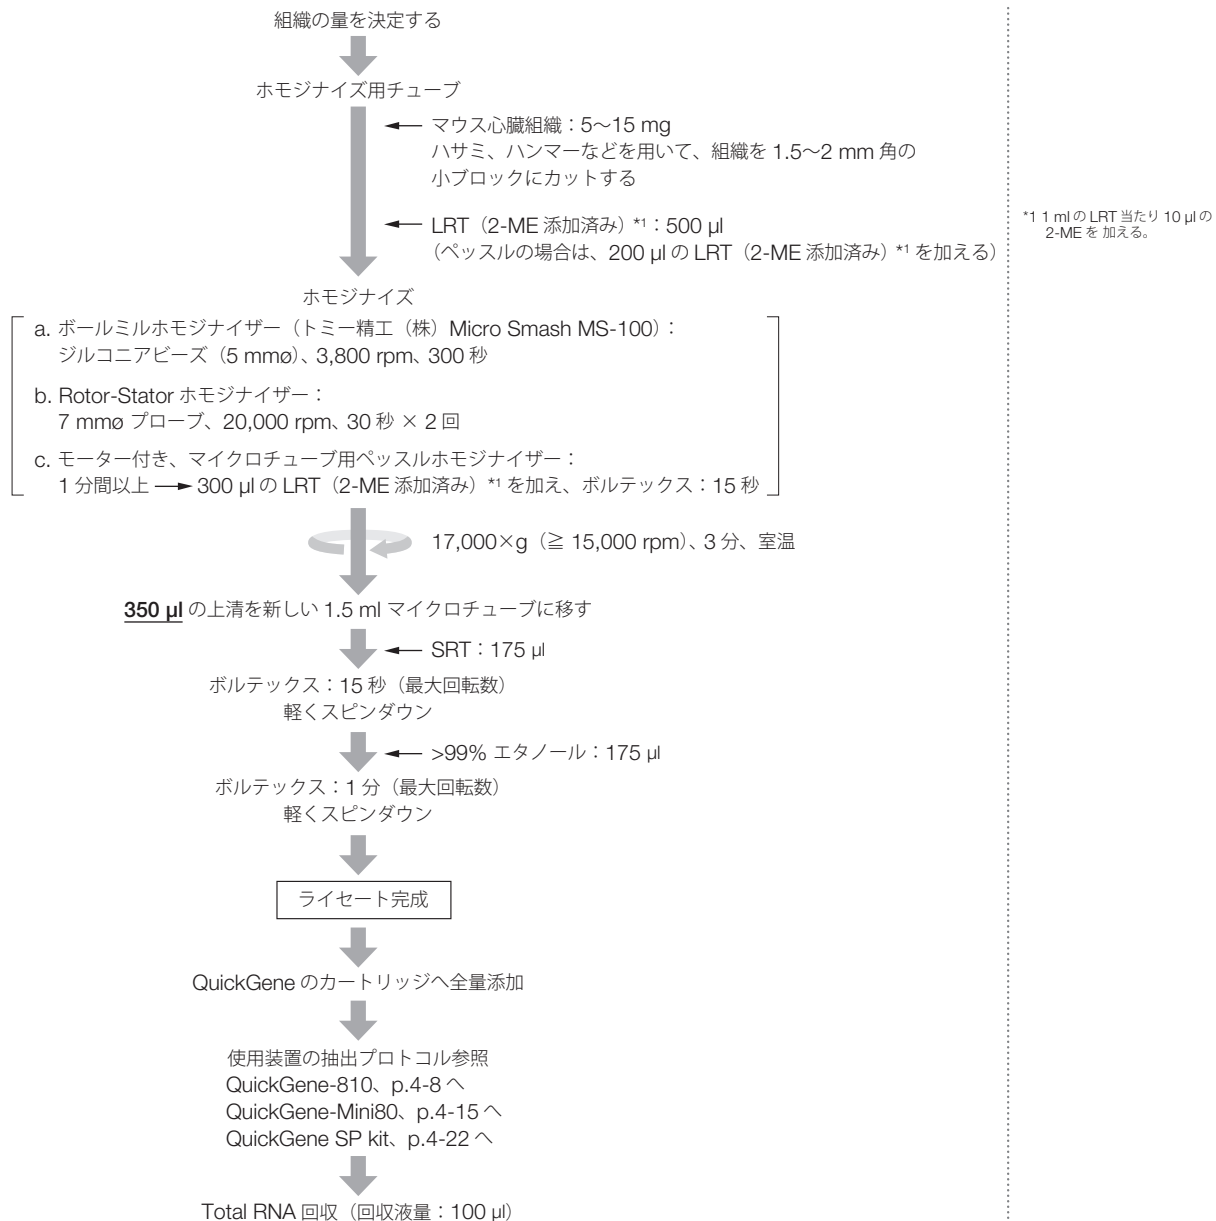 組織の量を決定する
ホモジナイズ用チューブ
マウス心臓組織：5～15 mg
ハサミ、ハンマーなどを用いて、組織を 1.5～2 mm 角の
小ブロックにカットする
LRT（2-ME 添加済み）*1：500 µl
（ペッスルの場合は、200 µl の LRT（2-ME 添加済み）*1 を加える）
*1 1 ml の LRT 当たり 10 µl の
2-ME を 加える。
ホモジナイズ
a. ボールミルホモジナイザー（トミー精工（株）Micro Smash MS-100）：
ジルコニアビーズ（5 mmø）、3,800 rpm、300 秒
b. Rotor-Stator ホモジナイザー：
7 mmø プローブ、20,000 rpm、30 秒 × 2 回
c. モーター付き、マイクロチューブ用ペッスルホモジナイザー：
1 分間以上 → 300 µl の LRT（2-ME 添加済み）*1 を加え、ボルテックス：15 秒
17,000×g（≧ 15,000 rpm）、3 分、室温
350 µl の上清を新しい 1.5 ml マイクロチューブに移す
SRT：175 µl
ボルテックス：15 秒（最大回転数）
軽くスピンダウン
>99% エタノール：175 µl
ボルテックス：1 分（最大回転数）
軽くスピンダウン
ライセート完成
QuickGene のカートリッジへ全量添加
使用装置の抽出プロトコル参照
QuickGene-810、p.4-8 へ
QuickGene-Mini80、p.4-15 へ
QuickGene SP kit、p.4-22 へ
Total RNA 回収（回収液量：100 µl）